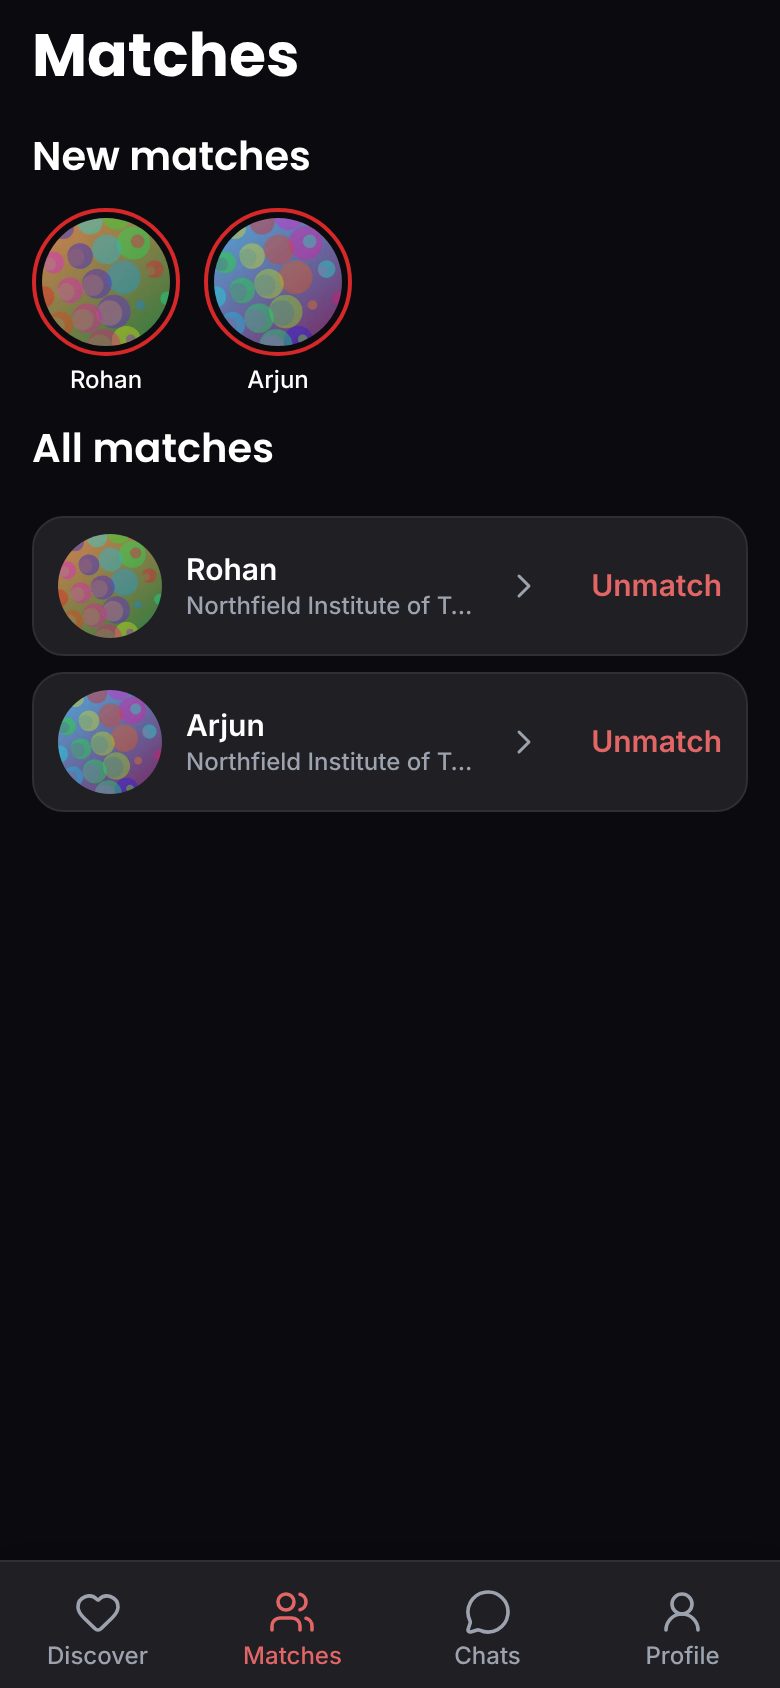 Matches
New matches
Rohan
Arjun
All matches
Rohan
Northfield Institute of T...
Unmatch
Arjun
Northfield Institute of T...
Unmatch
Discover
Matches
Chats
Profile